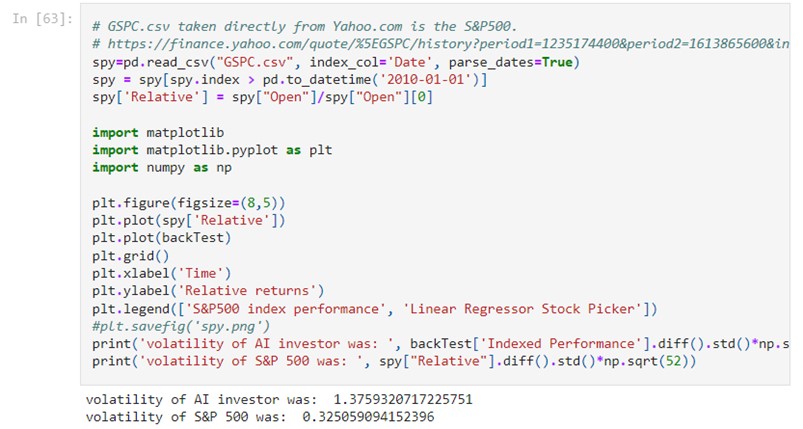 In [63]:
# GSPC.csv taken directly from Yahoo.com is the S&P500.
# https://finance.yahoo.com/quote/%5EGSPC/history?period1=1235174400&period2=1613865600&in
spy=pd.read_csv("GSPC.csv", index_col='Date', parse_dates=True)
spy = spy[spy.index > pd.to_datetime('2010-01-01')]
spy['Relative'] = spy["Open"]/spy["Open"][0]
import matplotlib
import matplotlib.pyplot as plt
import numpy as np
plt.figure(figsize=(8,5))
plt.plot(spy['Relative'])
plt.plot(backTest)
plt.grid()
plt.xlabel('Time')
plt.ylabel('Relative returns')
plt.legend(['S&P500 index performance', 'Linear Regressor Stock Picker'])
#plt.savefig('spy.png')
print('volatility of AI investor was: ', backTest['Indexed Performance'].diff().std()*np.s
print('volatility of S&P 500 was: ', spy["Relative"].diff().std()*np.sqrt(52))
volatility of AI investor was:  1.3759320717225751
volatility of S&P 500 was:  0.325059094152396